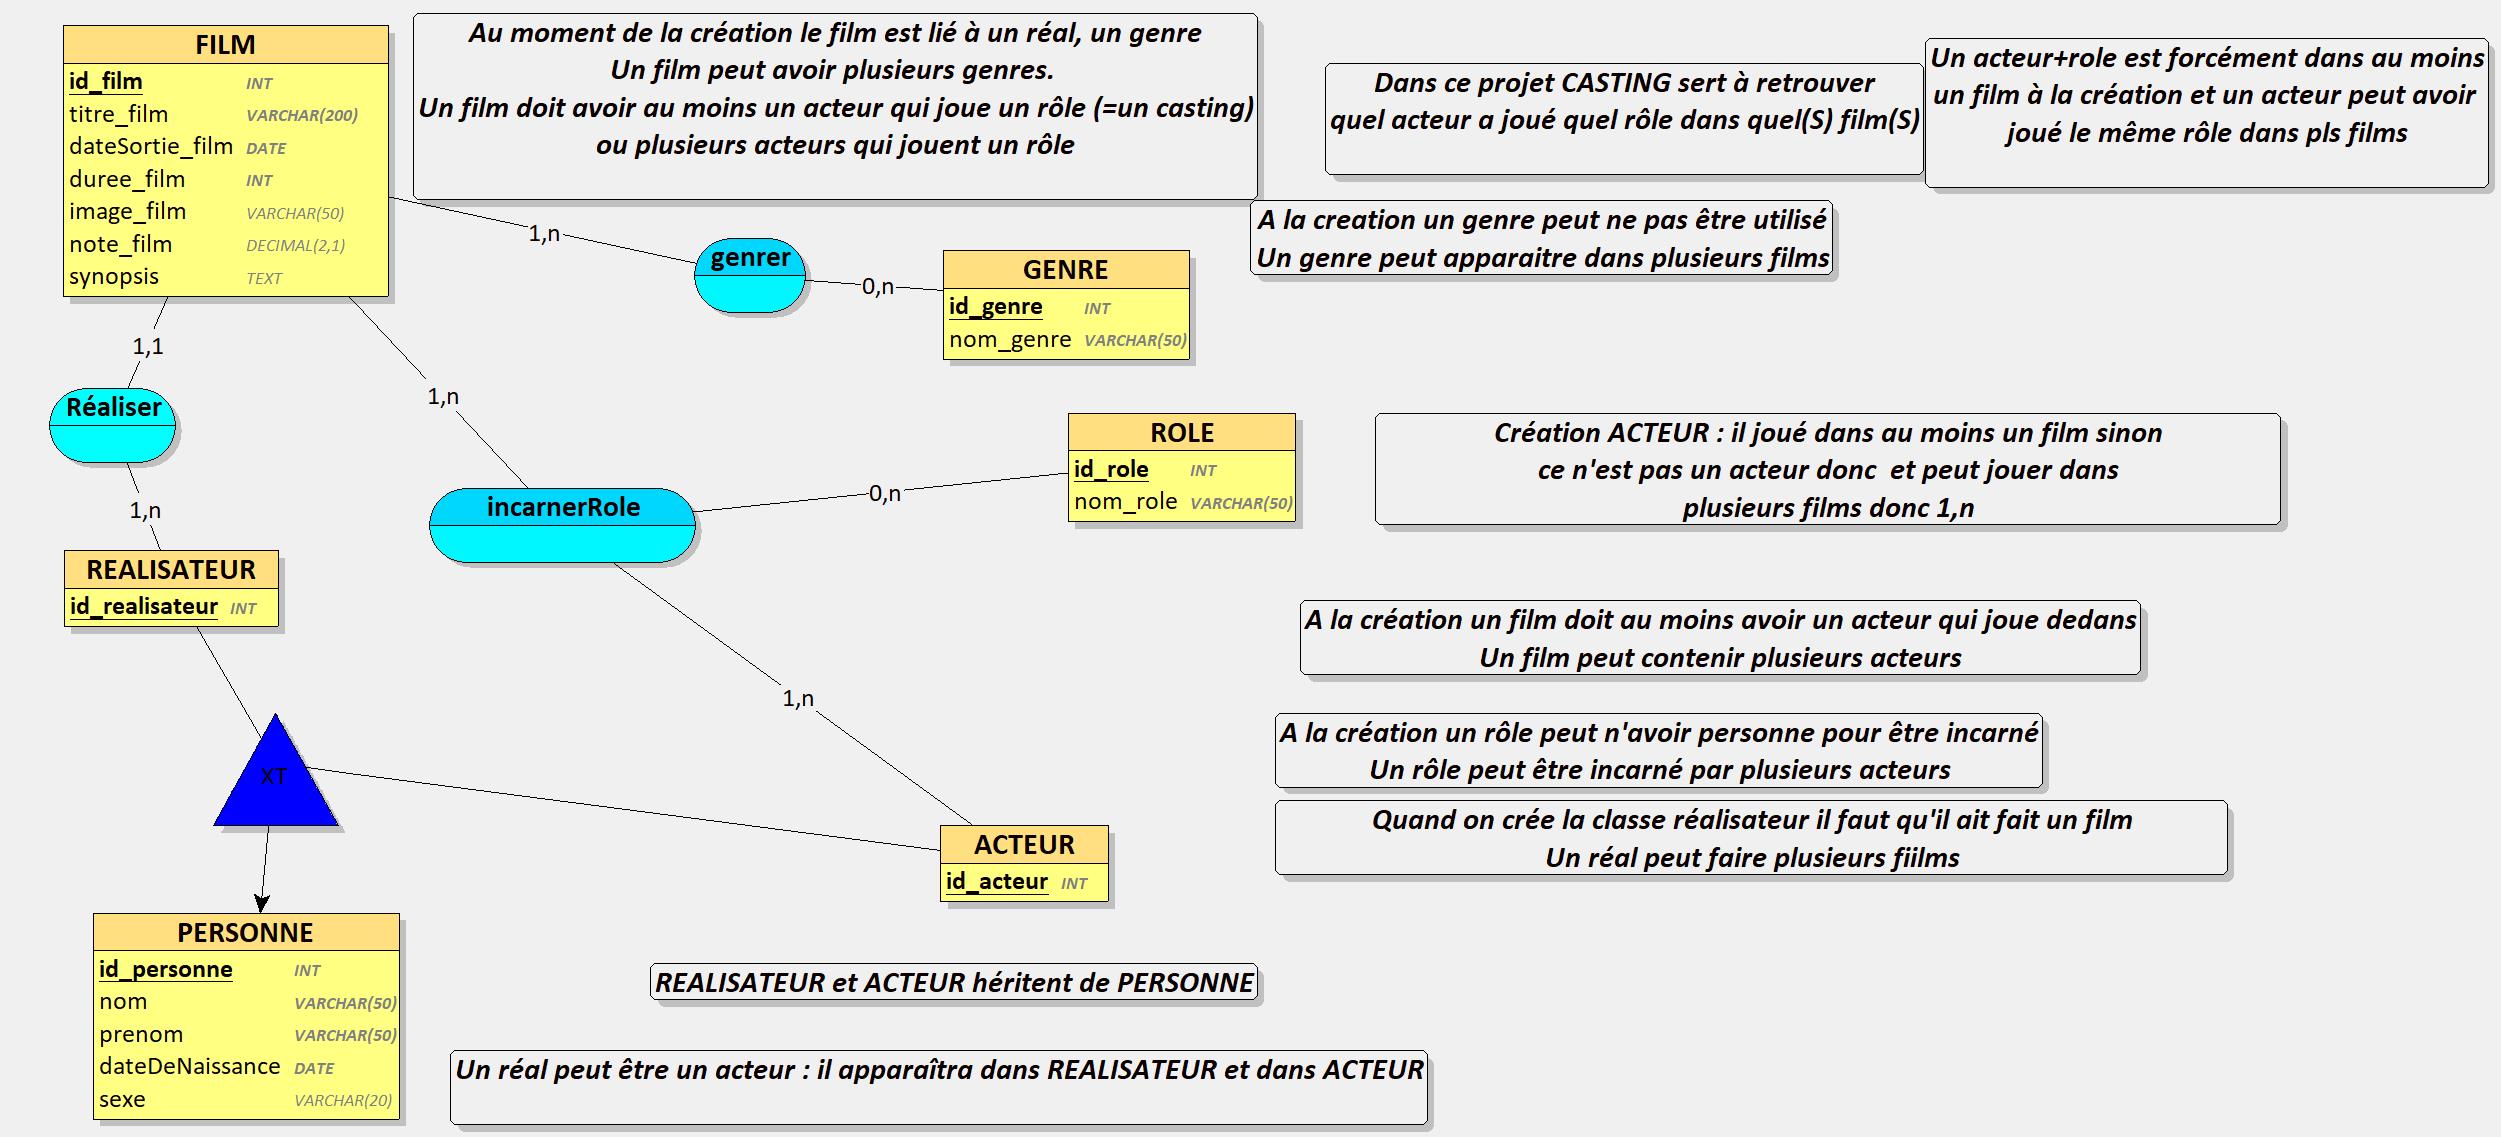 FILM
id_film INT
titre_film VARCHAR(200)
dateSortie_film DATE
duree_film INT
image_film VARCHAR(50)
note_film DECIMAL(2,1)
synopsis TEXT
Au moment de la création le film est lié à un réal, un genre
Un film peut avoir plusieurs genres.
Un film doit avoir au moins un acteur qui joue un rôle (=un casting)
ou plusieurs acteurs qui jouent un rôle
Dans ce projet CASTING sert à retrouver
quel acteur a joué quel rôle dans quel(S) film(S)
Un acteur+role est forcément dans au moins
un film à la création et un acteur peut avoir
joué le même rôle dans pls films
A la creation un genre peut ne pas être utilisé
Un genre peut apparaitre dans plusieurs films
1,n
genrer
0,n
GENRE
id_genre INT
nom_genre VARCHAR(50)
1,1
Réaliser
1,n
1,n
incarnerRole
0,n
ROLE
id_role INT
nom_role VARCHAR(50)
Création ACTEUR : il joué dans au moins un film sinon
ce n'est pas un acteur donc  et peut jouer dans
plusieurs films donc 1,n
REALISATEUR
id_realisateur INT
A la création un film doit au moins avoir un acteur qui joue dedans
Un film peut contenir plusieurs acteurs
1,n
XT
A la création un rôle peut n'avoir personne pour être incarné
Un rôle peut être incarné par plusieurs acteurs
Quand on crée la classe réalisateur il faut qu'il ait fait un film
Un réal peut faire plusieurs fiilms
ACTEUR
id_acteur INT
PERSONNE
id_personne INT
nom VARCHAR(50)
prenom VARCHAR(50)
dateDeNaissance DATE
sexe VARCHAR(20)
REALISATEUR et ACTEUR héritent de PERSONNE
Un réal peut être un acteur : il apparaîtra dans REALISATEUR et dans ACTEUR